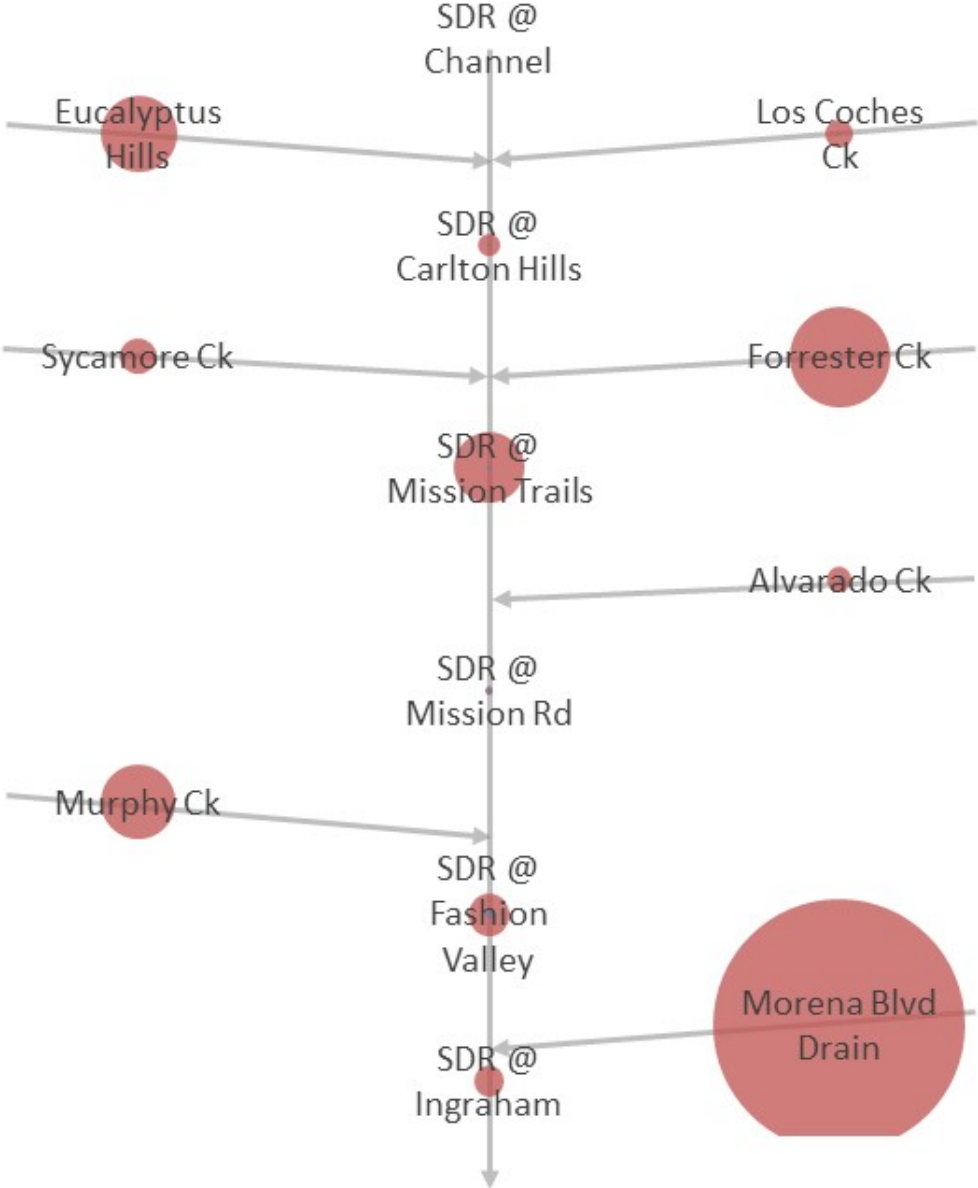 SDR @
Channel
Eucalyptus
Hills
Los Coches
Ck
SDR @
Carlton Hills
Sycamore Ck
Forrester Ck
SDR @
Mission Trails
Alvarado Ck
SDR @
Mission Rd
Murphy Ck
SDR @
Fashion
Valley
Morena Blvd
Drain
SDR @
Ingraham